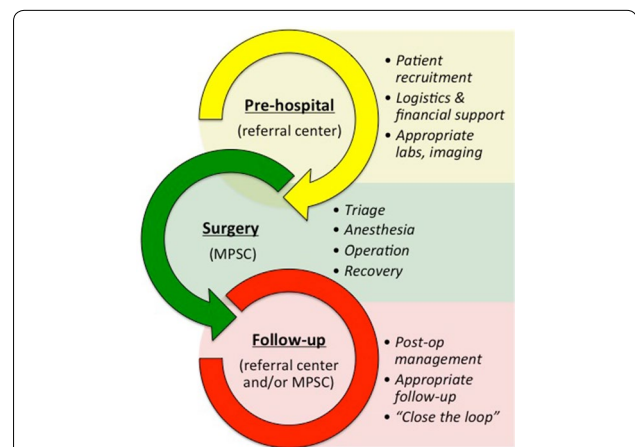 Pre-hospital
(referral center)
• Patient
recruitment
• Logistics &
financial support
• Appropriate
labs, imaging
Surgery
(MPSC)
• Triage
• Anesthesia
• Operation
• Recovery
Follow-up
(referral center
and/or MPSC)
• Post-op
management
• Appropriate
follow-up
• “Close the loop”